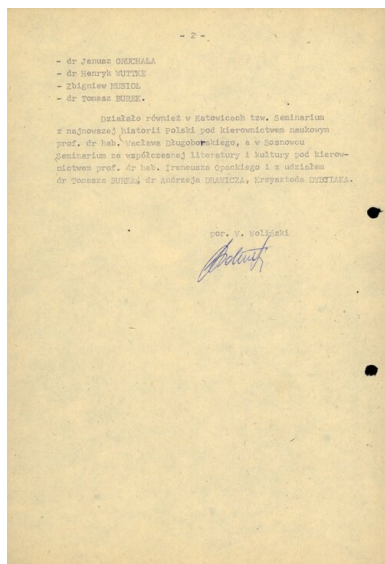 - 2 -
- dr Janusz GRUCHAŁA
- dr Henryk WUTTKE
- Zbigniew MUSIOŁ
- dr Tomasz BUREK.
Działało również w Katowicach tzw. Seminarium
z najnowszej historii Polski pod kierownictwem naukowym
prof. dr hab. Wacława Długoborskiego, a w Sosnowcu
Seminarium ze współczesnej literatury i kultury pod kierow-
nictwem prof. dr hab. Ireneusza Opackiego i z udziałem
dr Tomasza BURKA, dr Andrzeja DRAWICZA, Krzysztofa DYBCIAKA.
por. W. Woliński